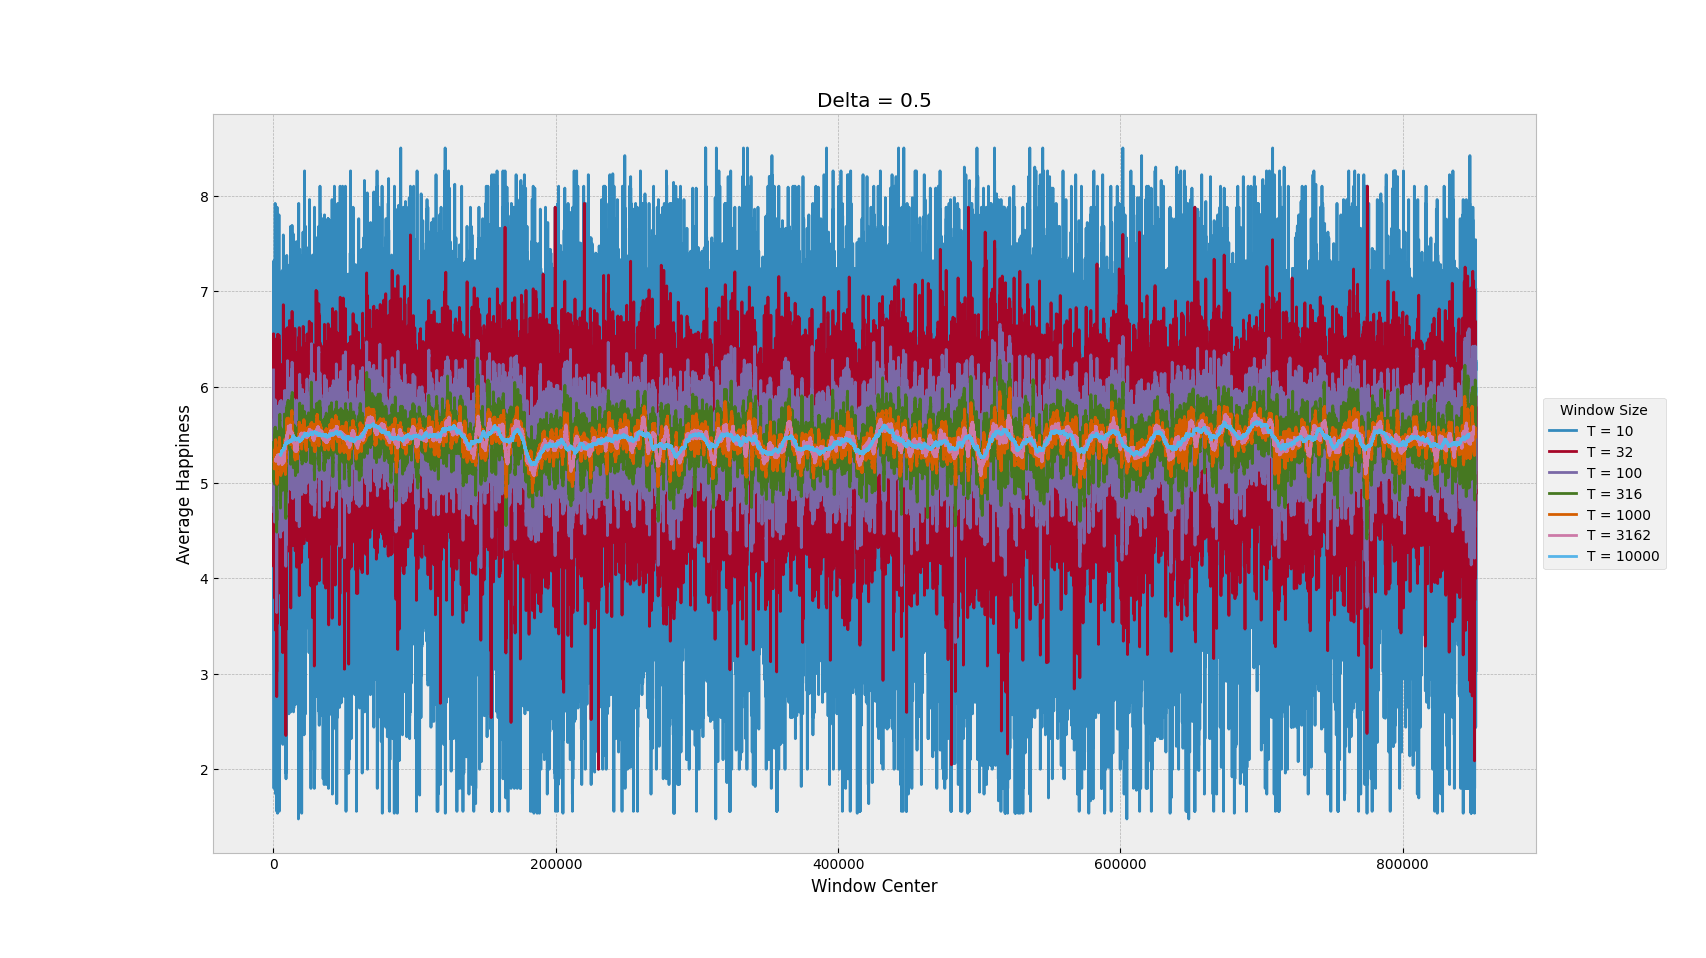 Delta = 0.5
Average Happiness
8
7
6
5
4
3
2
0
200000
400000
600000
800000
Window Center
Window Size
T = 10
T = 32
T = 100
T = 316
T = 1000
T = 3162
T = 10000